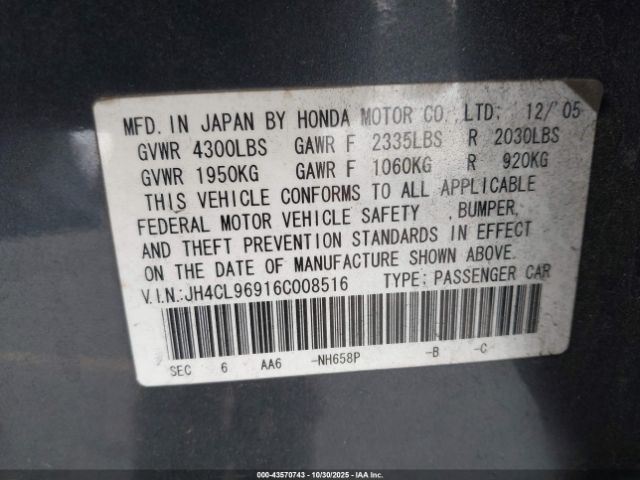 MFD. IN JAPAN BY HONDA MOTOR CO.,LTD: 12/'05
GVWR 4300LBS GAWR F 2335LBS R 2030LBS
GVWR 1950KG GAWR F 1060KG R 920KG
THIS VEHICLE CONFORMS TO ALL APPLICABLE
FEDERAL MOTOR VEHICLE SAFETY ,BUMPER,
AND THEFT PREVENTION STANDARDS IN EFFECT
ON THE DATE OF MANUFACTURE SHOWN ABOVE.
V.I.N.:JH4CL96916C008516 TYPE: PASSENGER CAR
SEC 6 AA6 -NH658P -B -C
000-43570743 | 10/30/2025 | IAAI.COM